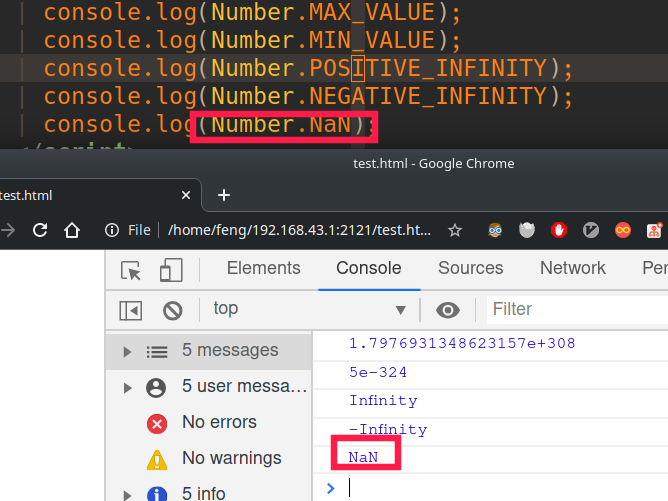 console.log(Number.MAX_VALUE);
console.log(Number.MIN_VALUE);
console.log(Number.POSITIVE_INFINITY);
console.log(Number.NEGATIVE_INFINITY);
console.log(Number.NaN);
</script>
test.html - Google Chrome
test.html
File
/home/feng/192.168.43.1:2121/test.ht...
Elements
Console
Sources
Network
Per
top
Filter
5 messages
1.7976931348623157e+308
5 user messa...
5e-324
No errors
Infinity
-Infinity
No warnings
NaN
5 info